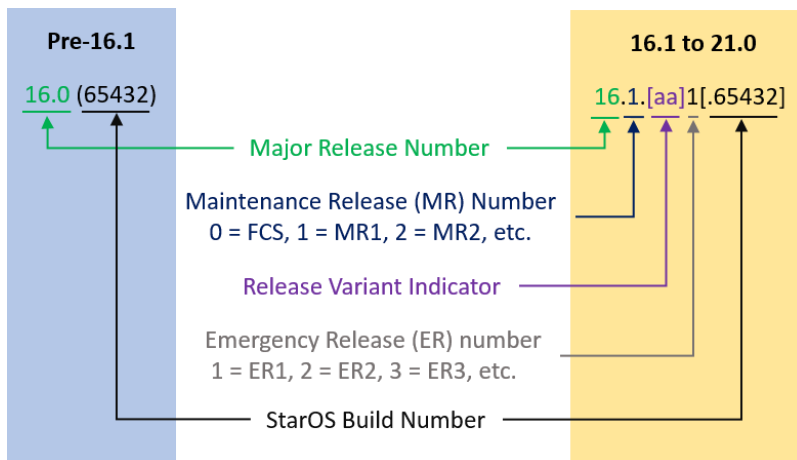 Pre-16.1
16.1 to 21.0
16.0 (65432)
16.1.[aa]1[.65432]
Major Release Number
Maintenance Release (MR) Number
0 = FCS, 1 = MR1, 2 = MR2, etc.
Release Variant Indicator
Emergency Release (ER) number
1 = ER1, 2 = ER2, 3 = ER3, etc.
StarOS Build Number